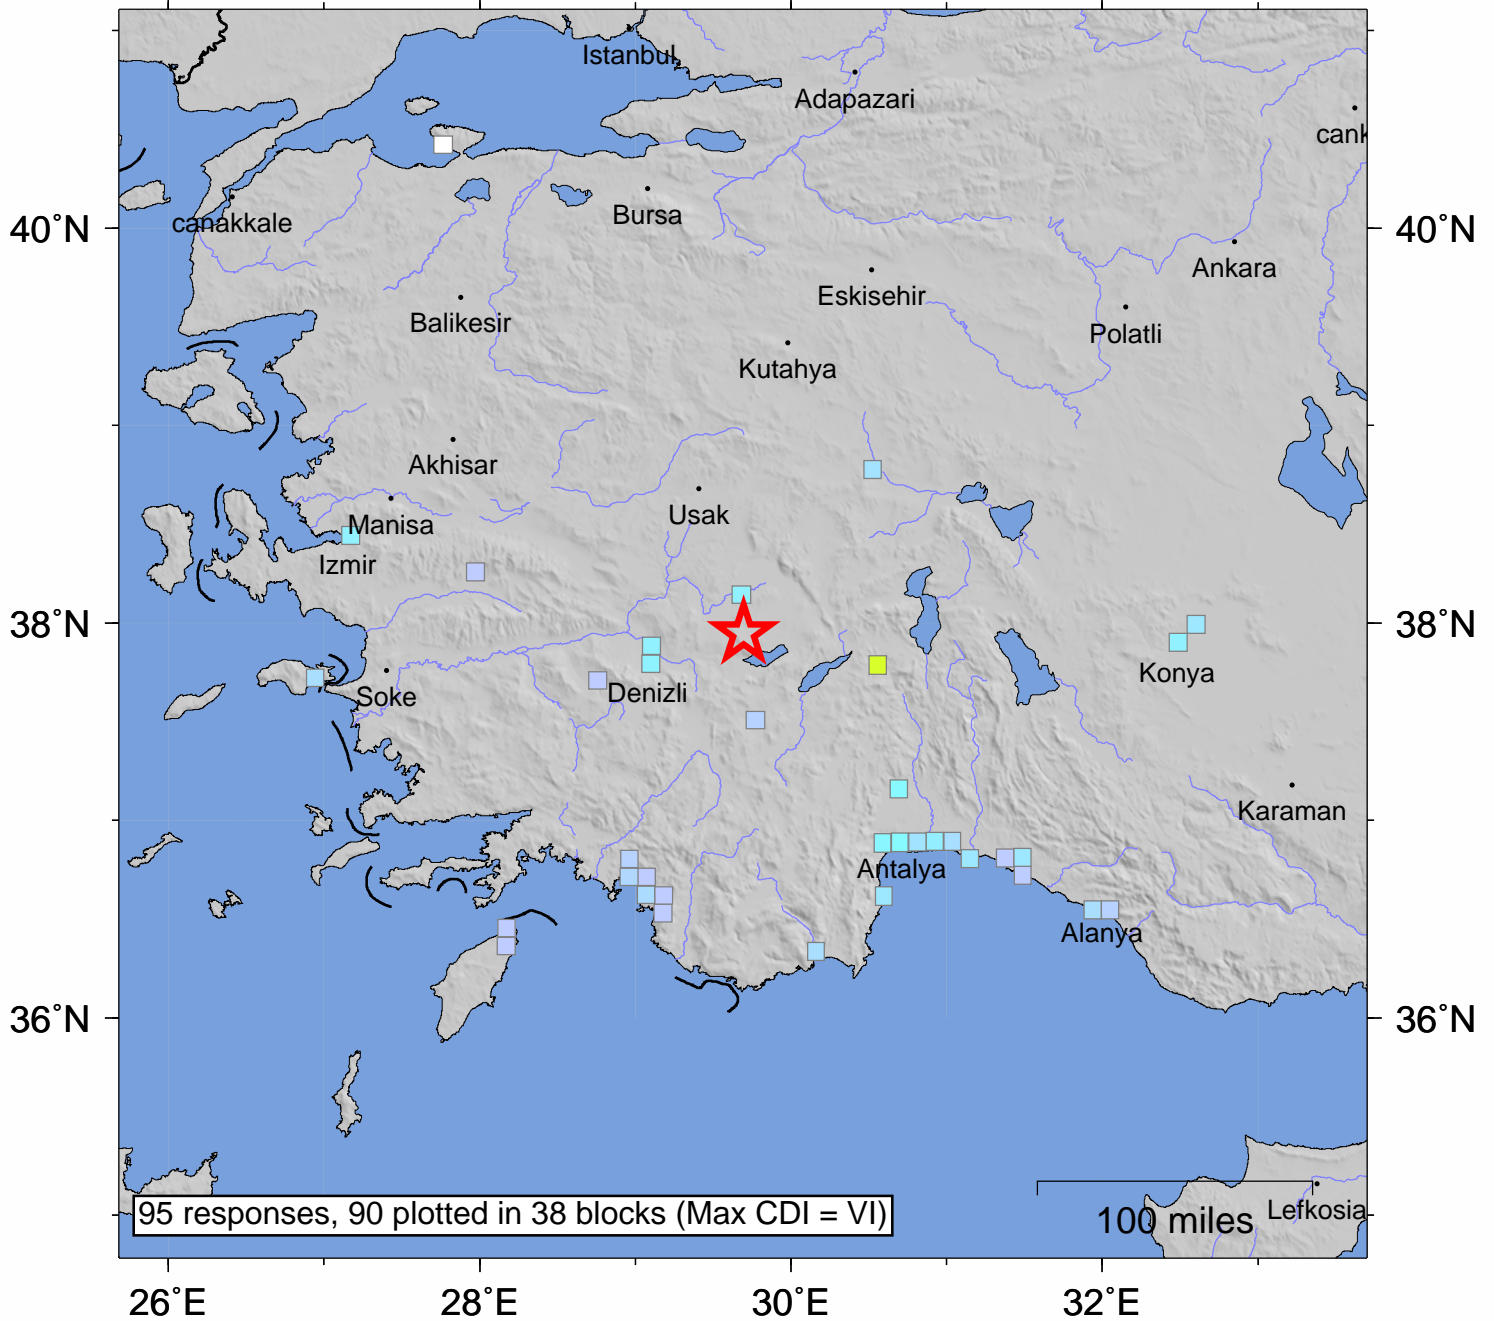 Istanbul
Adapazari
cank
canakkale
Bursa
40˚N
40˚N
Ankara
Eskisehir
Balikesir
Polatli
Kutahya
Akhisar
Usak
Manisa
Izmir
38˚N
38˚N
Konya
Denizli
Soke
Karaman
Antalya
Alanya
36˚N
36˚N
95 responses, 90 plotted in 38 blocks (Max CDI = VI)
100 miles
Lefkosia
26˚E
28˚E
30˚E
32˚E